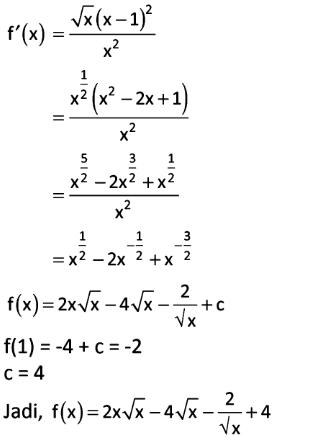 f'(x) = √x(x−1)² / x²
= x^(1/2)(x² − 2x + 1) / x²
= (x^(5/2) − 2x^(3/2) + x^(1/2)) / x²
= x^(1/2) − 2x^(−1/2) + x^(−3/2)
f(x) = 2x√x − 4√x − 2/√x + c
f(1) = -4 + c = -2
c = 4
Jadi, f(x) = 2x√x − 4√x − 2/√x + 4